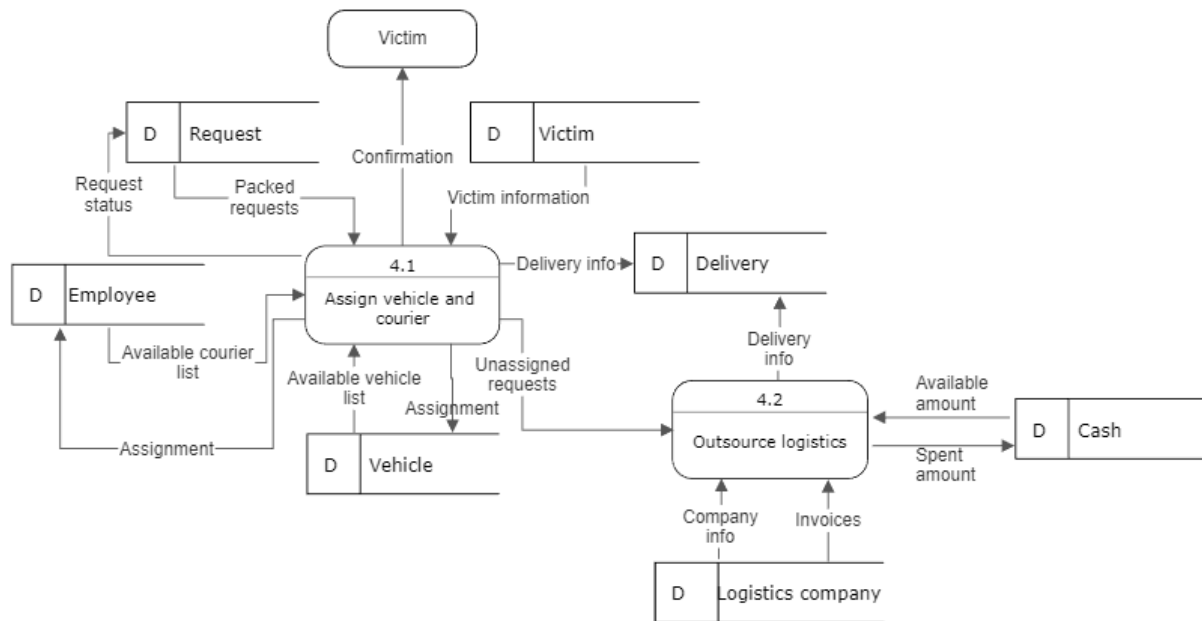 Victim
D Request
D Victim
Confirmation
Request
status
Packed
requests
Victim information
4.1
Assign vehicle and
courier
Delivery info
D Delivery
D Employee
Available courier
list
Available vehicle
list
Assignment
Unassigned
requests
Delivery
info
4.2
Outsource logistics
Available
amount
D Cash
Spent
amount
Assignment
D Vehicle
Company
info
Invoices
D Logistics company